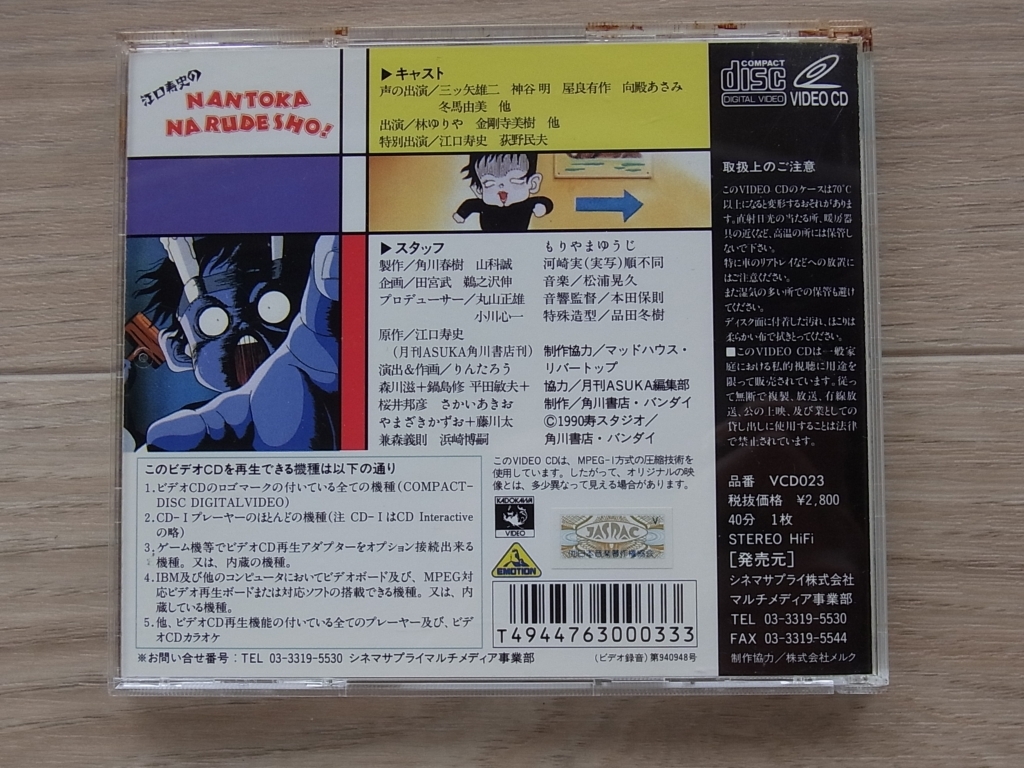 江口寿史の
NANTOKA
NARUDESHO!
▶キャスト
声の出演／三ッ矢雄二 神谷明 屋良有作 向殿あさみ
冬馬由美 他
出演／林ゆりや 金剛寺美樹 他
特別出演／江口寿史 荻野民夫
▶スタッフ
製作／角川春樹 山科誠
企画／田宮武 鵜之沢伸
プロデューサー／丸山正雄
小川心一
原作／江口寿史
（月刊ASUKA角川書店刊）
演出&作画／りんたろう
森川滋＋鍋島修 平田敏夫＋
桜井邦彦 さかいあきお
やまざきかずお＋藤川太
兼森義則 浜崎博嗣
もりやまゆうじ
河崎実(実写)順不同
音楽／松浦晃久
音響監督／本田保則
特殊造型／品田冬樹
制作協力／マッドハウス・
リバートップ
協力／月刊ASUKA編集部
制作／角川書店・バンダイ
©1990寿スタジオ／
角川書店・バンダイ
このビデオCDを再生できる機種は以下の通り
1.ビデオCDのロゴマークの付いている全ての機種(COMPACT-
DISC DIGITALVIDEO)
2.CD-Iプレーヤーのほとんどの機種(注 CD-IはCD Interactive
の略)
3.ゲーム機等でビデオCD再生アダプターをオプション接続出来る
機種。又は、内蔵の機種。
4.IBM及び他のコンピュータにおいてビデオボード及び、MPEG対
応ビデオ再生ボードまたは対応ソフトの搭載できる機種。又は、内
蔵している機種。
5.他、ビデオCD再生機能の付いている全てのプレーヤー及び、ビデ
オCDカラオケ
※お問い合せ番号：TEL 03-3319-5530 シネマサプライマルチメディア事業部
このVIDEO CDは、MPEG-I方式の圧縮技術を
使用しています。したがって、オリジナルの映
像とは、多少異なって見える場合があります。
KADOKAWA
VIDEO
EMOTION
JASRAC
V
T4944763000333
(ビデオ録音)第940948号
COMPACT
disc
DIGITAL VIDEO
VIDEO CD
取扱上のご注意
このVIDEO CDのケースは70℃
以上になると変形するおそれがありま
す。直射日光の当たる所、暖房器
具の近くなど、高温の所には保管し
ないで下さい。
特に車のリアトレイなどへの放置に
はご注意ください。
また湿気の多い所での保管も避け
てください。
ディスク面に付着した汚れ、ほこりは
柔らかい布で拭きとってください。
■このVIDEO CDは一般家
庭における私的視聴に用途を
限って販売されています。従っ
て無断で複製、放送、有線放
送、公の上映、及び業としての
貸し出しに使用することは法律
で禁止されています。
品番 VCD023
税抜価格 ¥2,800
40分 1枚
STEREO HiFi
[発売元]
シネマサプライ株式会社
マルチメディア事業部
TEL 03-3319-5530
FAX 03-3319-5544
制作協力／株式会社メルク